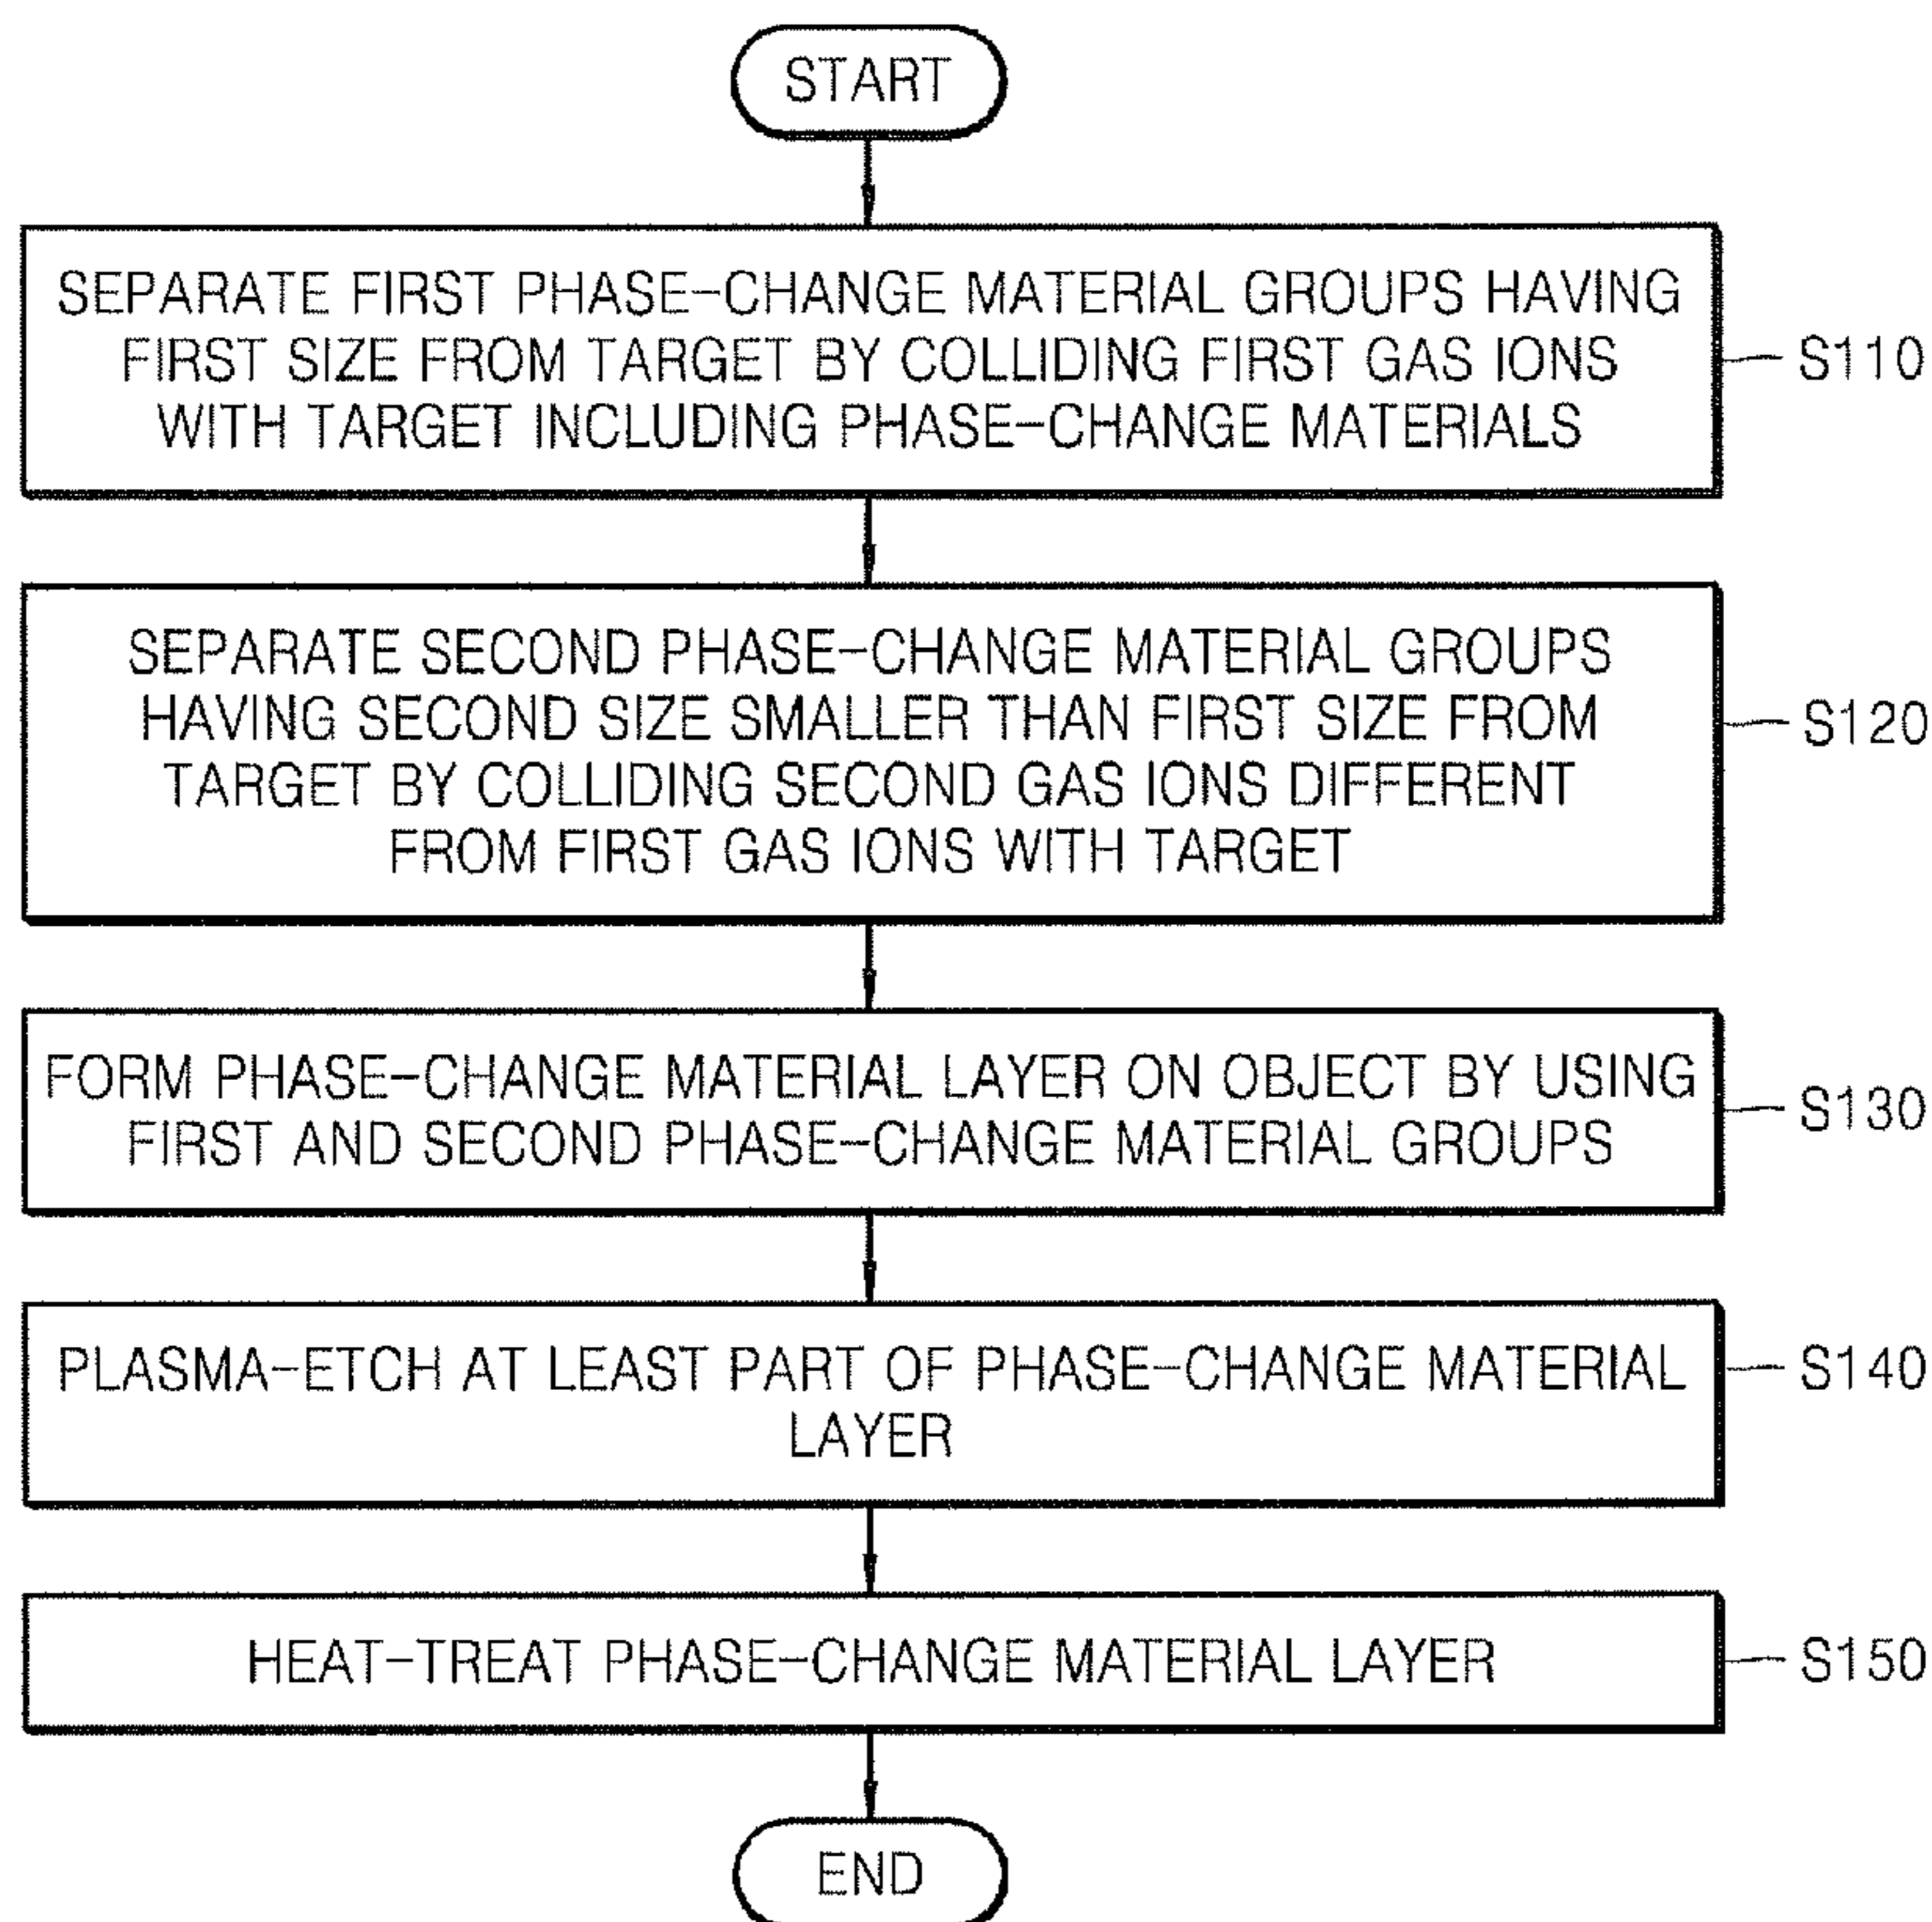 START
SEPARATE FIRST PHASE-CHANGE MATERIAL GROUPS HAVING
FIRST SIZE FROM TARGET BY COLLIDING FIRST GAS IONS
WITH TARGET INCLUDING PHASE-CHANGE MATERIALS
S110
SEPARATE SECOND PHASE-CHANGE MATERIAL GROUPS
HAVING SECOND SIZE SMALLER THAN FIRST SIZE FROM
TARGET BY COLLIDING SECOND GAS IONS DIFFERENT
FROM FIRST GAS IONS WITH TARGET
S120
FORM PHASE-CHANGE MATERIAL LAYER ON OBJECT BY USING
FIRST AND SECOND PHASE-CHANGE MATERIAL GROUPS
S130
PLASMA-ETCH AT LEAST PART OF PHASE-CHANGE MATERIAL
LAYER
S140
HEAT-TREAT PHASE-CHANGE MATERIAL LAYER
S150
END